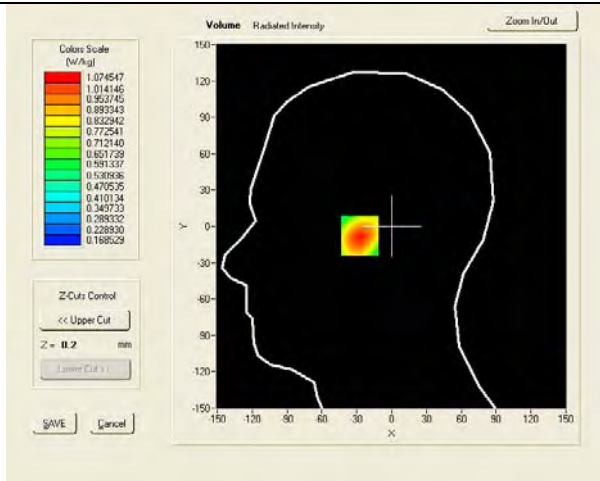 Volume Radiated Intensity
Zoom In/Out
Colors Scale
(W/kg)
1.074547
1.014146
0.953745
0.893343
0.832942
0.772541
0.712140
0.651739
0.591337
0.530936
0.470535
0.410134
0.349733
0.289332
0.228930
0.168529
Z-Cuts Control
<< Upper Cut
Z = 0.2 mm
Lower Cut >>
SAVE Cancel
150
120
90
60
30
0
-30
-60
-90
-120
-150
Y
-150 -120 -90 -60 -30 0 30 60 90 120 150
X